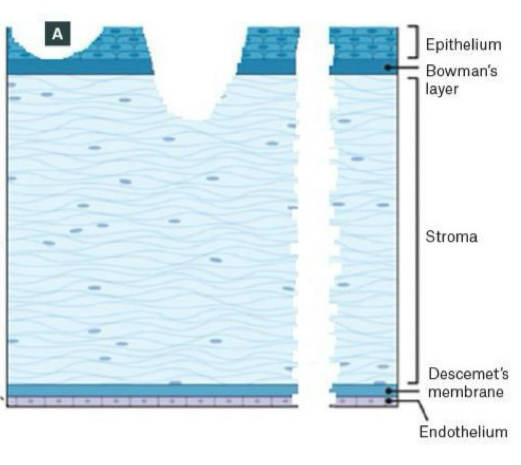 A
Epithelium
Bowman's
layer
Stroma
Descemet's
membrane
Endothelium